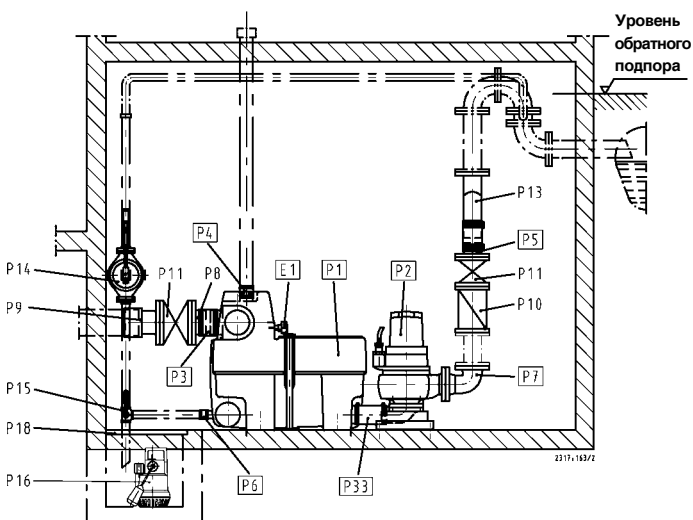 Уровень
обратного
подпора
P13
P4
P5
P14
P11
P8
E1
P1
P2
P11
P9
P10
P3
P7
P15
P18
2317.163/2
P16
P6
P33